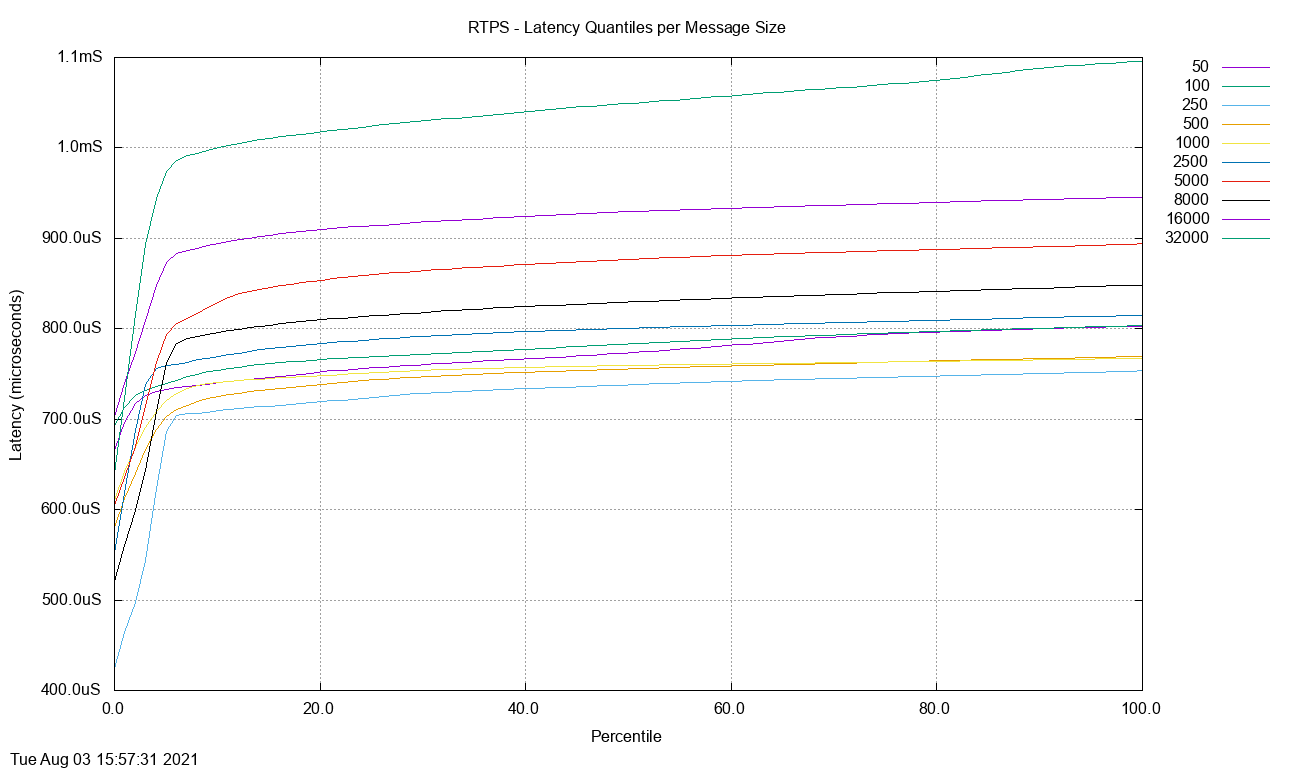 RTPS - Latency Quantiles per Message Size
1.1mS
1.0mS
900.0uS
800.0uS
700.0uS
600.0uS
500.0uS
400.0uS
Latency (microseconds)
0.0
20.0
40.0
60.0
80.0
100.0
Percentile
50
100
250
500
1000
2500
5000
8000
16000
32000
Tue Aug 03 15:57:31 2021